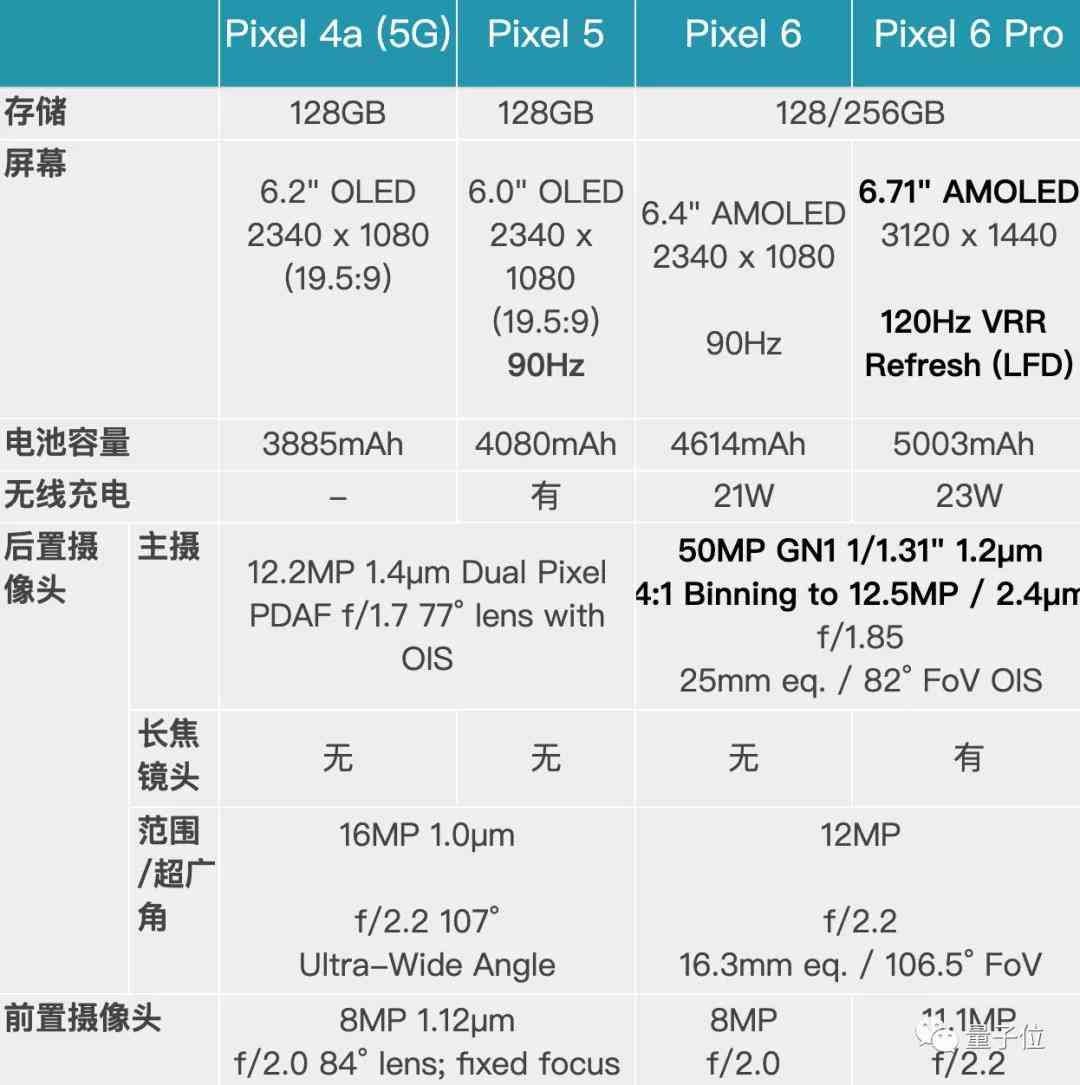 Pixel 4a (5G) Pixel 5 Pixel 6 Pixel 6 Pro
存储 128GB 128GB 128/256GB
屏幕
6.2" OLED
2340 x 1080
(19.5:9)
6.0" OLED
2340 x
1080
(19.5:9)
90Hz
6.4" AMOLED
2340 x 1080
90Hz
6.71" AMOLED
3120 x 1440
120Hz VRR
Refresh (LFD)
电池容量 3885mAh 4080mAh 4614mAh 5003mAh
无线充电 – 有 21W 23W
后置摄
像头
主摄
12.2MP 1.4μm Dual Pixel
PDAF f/1.7 77° lens with
OIS
50MP GN1 1/1.31" 1.2μm
4:1 Binning to 12.5MP / 2.4μm
f/1.85
25mm eq. / 82° FoV OIS
长焦
镜头
无 无 无 有
范围
/超广
角
16MP 1.0μm
f/2.2 107°
Ultra–Wide Angle
12MP
f/2.2
16.3mm eq. / 106.5° FoV
前置摄像头
8MP 1.12μm
f/2.0 84° lens; fixed focus
8MP
f/2.0
11.1MP
f/2.2
量子位